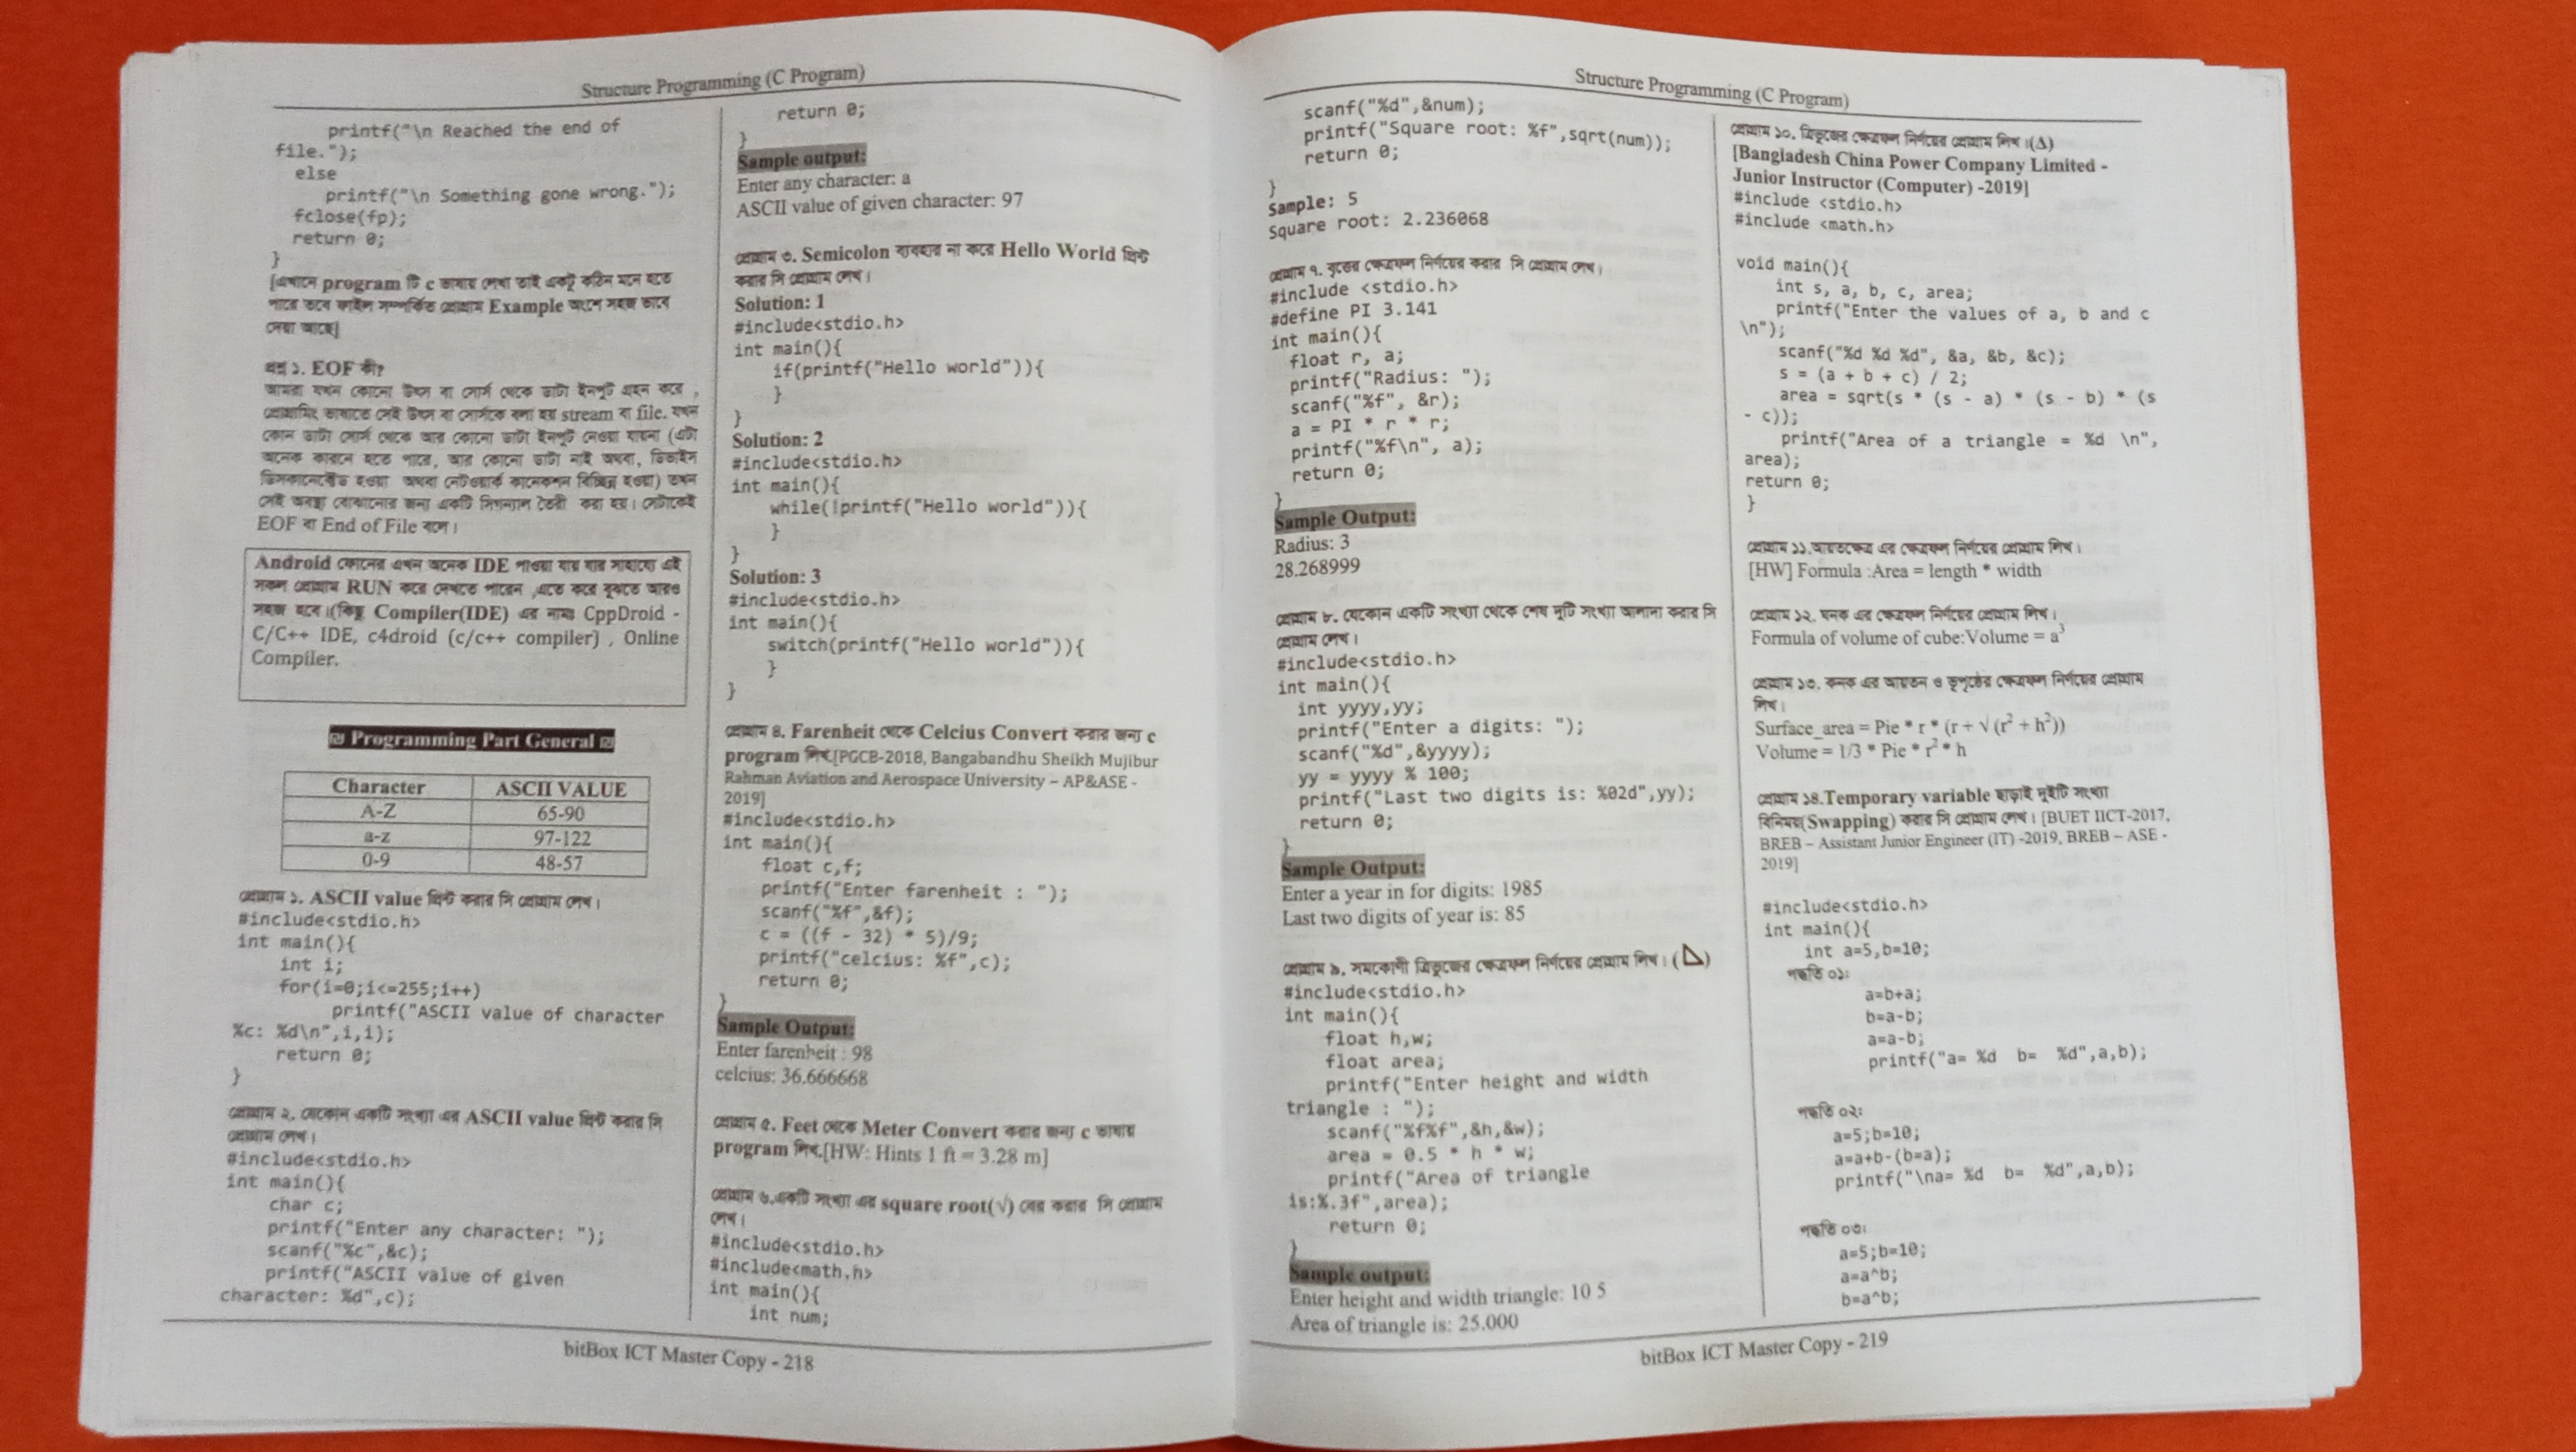 Structure Programming (C Program)
printf("\n Reached the end of
file.");
else
printf("\n Something gone wrong.");
fclose(fp);
return 0;
}
[এখানে program টি c ভাষায় লেখা তাই একটু কঠিন মনে হতে
পারে তবে ফাইল সম্পর্কিত প্রোগ্রাম Example অংশে সহজ ভাবে
দেয়া আছে]
প্রশ্ন ১. EOF কী?
আমরা যখন কোনো উৎস বা সোর্স থেকে ডাটা ইনপুট গ্রহন করে ,
প্রোগ্রামিং ভাষাতে সেই উৎস বা সোর্সকে বলা হয় stream বা file. যখন
কোন ডাটা সোর্স থেকে আর কোনো ডাটা ইনপুট নেওয়া যায়না (এটা
অনেক কারনে হতে পারে, আর কোনো ডাটা নাই অথবা, ডিভাইস
ডিসকানেক্টেড হওয়া অথবা নেটওয়ার্ক কানেকশন বিচ্ছিন্ন হওয়া) তখন
সেই অবস্থা বোঝানোর জন্য একটি সিগন্যাল তৈরী করা হয়। সেটাকেই
EOF বা End of File বলে।
Android ফোনের এখন অনেক IDE পাওয়া যায় যার সাহায্যে এই
সকল প্রোগ্রাম RUN করে দেখতে পারেন ,এতে করে বুঝতে আরও
সহজ হবে।(কিছু Compiler(IDE) এর নামঃ CppDroid -
C/C++ IDE, c4droid (c/c++ compiler) , Online
Compiler.
Programming Part General
Character ASCII VALUE
A-Z 65-90
a-z 97-122
0-9 48-57
প্রোগ্রাম ১. ASCII value প্রিন্ট করার সি প্রোগ্রাম লেখ।
#include<stdio.h>
int main(){
int i;
for(i=0;i<=255;i++)
printf("ASCII value of character
%c: %d\n",i,i);
return 0;
}
প্রোগ্রাম ২. যেকোন একটি সংখ্যা এর ASCII value প্রিন্ট করার সি
প্রোগ্রাম লেখ।
#include<stdio.h>
int main(){
char c;
printf("Enter any character: ");
scanf("%c",&c);
printf("ASCII value of given
character: %d",c);
return 0;
}
Sample output:
Enter any character: a
ASCII value of given character: 97
প্রোগ্রাম ৩. Semicolon ব্যবহার না করে Hello World প্রিন্ট
করার সি প্রোগ্রাম লেখ।
Solution: 1
#include<stdio.h>
int main(){
if(printf("Hello world")){
}
}
Solution: 2
#include<stdio.h>
int main(){
while(!printf("Hello world")){
}
}
Solution: 3
#include<stdio.h>
int main(){
switch(printf("Hello world")){
}
}
প্রোগ্রাম ৪. Farenheit থেকে Celcius Convert করার জন্য c
program লিখ.[PGCB-2018, Bangabandhu Sheikh Mujibur
Rahman Aviation and Aerospace University – AP&ASE -
2019]
#include<stdio.h>
int main(){
float c,f;
printf("Enter farenheit : ");
scanf("%f",&f);
c = ((f - 32) * 5)/9;
printf("celcius: %f",c);
return 0;
}
Sample Output:
Enter farenheit : 98
celcius: 36.666668
প্রোগ্রাম ৫. Feet থেকে Meter Convert করার জন্য c ভাষায়
program লিখ.[HW: Hints 1 ft = 3.28 m]
প্রোগ্রাম ৬.একটি সংখ্যা এর square root(√) বের করার সি প্রোগ্রাম
লেখ।
#include<stdio.h>
#include<math.h>
int main(){
int num;
bitBox ICT Master Copy - 218
Structure Programming (C Program)
scanf("%d",&num);
printf("Square root: %f",sqrt(num));
return 0;
}
Sample: 5
Square root: 2.236068
প্রোগ্রাম ৭. বৃত্তের ক্ষেত্রফল নির্ণয়ের করার সি প্রোগ্রাম লেখ।
#include <stdio.h>
#define PI 3.141
int main(){
float r, a;
printf("Radius: ");
scanf("%f", &r);
a = PI * r * r;
printf("%f\n", a);
return 0;
}
Sample Output:
Radius: 3
28.268999
প্রোগ্রাম ৮. যেকোন একটি সংখ্যা থেকে শেষ দুটি সংখ্যা আলাদা করার সি
প্রোগ্রাম লেখ।
#include<stdio.h>
int main(){
int yyyy,yy;
printf("Enter a digits: ");
scanf("%d",&yyyy);
yy = yyyy % 100;
printf("Last two digits is: %02d",yy);
return 0;
}
Sample Output:
Enter a year in for digits: 1985
Last two digits of year is: 85
প্রোগ্রাম ৯. সমকোণী ত্রিভুজের ক্ষেত্রফল নির্ণয়ের প্রোগ্রাম লিখ। (◺)
#include<stdio.h>
int main(){
float h,w;
float area;
printf("Enter height and width
triangle : ");
scanf("%f%f",&h,&w);
area = 0.5 * h * w;
printf("Area of triangle
is:%.3f",area);
return 0;
}
Sample output:
Enter height and width triangle: 10 5
Area of triangle is: 25.000
প্রোগ্রাম ১০. ত্রিভুজের ক্ষেত্রফল নির্ণয়ের প্রোগ্রাম লিখ।(Δ)
[Bangladesh China Power Company Limited -
Junior Instructor (Computer) -2019]
#include <stdio.h>
#include <math.h>
void main(){
int s, a, b, c, area;
printf("Enter the values of a, b and c
\n");
scanf("%d %d %d", &a, &b, &c);
s = (a + b + c) / 2;
area = sqrt(s * (s - a) * (s - b) * (s
- c));
printf("Area of a triangle = %d \n",
area);
return 0;
}
প্রোগ্রাম ১১.আয়তক্ষেত্র এর ক্ষেত্রফল নির্ণয়ের প্রোগ্রাম লিখ।
[HW] Formula :Area = length * width
প্রোগ্রাম ১২. ঘনক এর ক্ষেত্রফল নির্ণয়ের প্রোগ্রাম লিখ।
Formula of volume of cube:Volume = a³
প্রোগ্রাম ১৩. কনক এর আয়তন ও ভূপৃষ্ঠের ক্ষেত্রফল নির্ণয়ের প্রোগ্রাম
লিখ।
Surface_area = Pie * r * (r + √ (r² + h²))
Volume = 1/3 * Pie * r² * h
প্রোগ্রাম ১৪.Temporary variable ছাড়াই দুইটি সংখ্যা
বিনিময়(Swapping) করার সি প্রোগ্রাম লেখ। [BUET IICT-2017,
BREB – Assistant Junior Engineer (IT) -2019, BREB – ASE -
2019]
#include<stdio.h>
int main(){
int a=5,b=10;
পদ্ধতি ০১:
a=b+a;
b=a-b;
a=a-b;
printf("a= %d b= %d",a,b);
পদ্ধতি ০২:
a=5;b=10;
a=a+b-(b=a);
printf("\na= %d b= %d",a,b);
পদ্ধতি ০৩:
a=5;b=10;
a=a^b;
b=a^b;
bitBox ICT Master Copy - 219